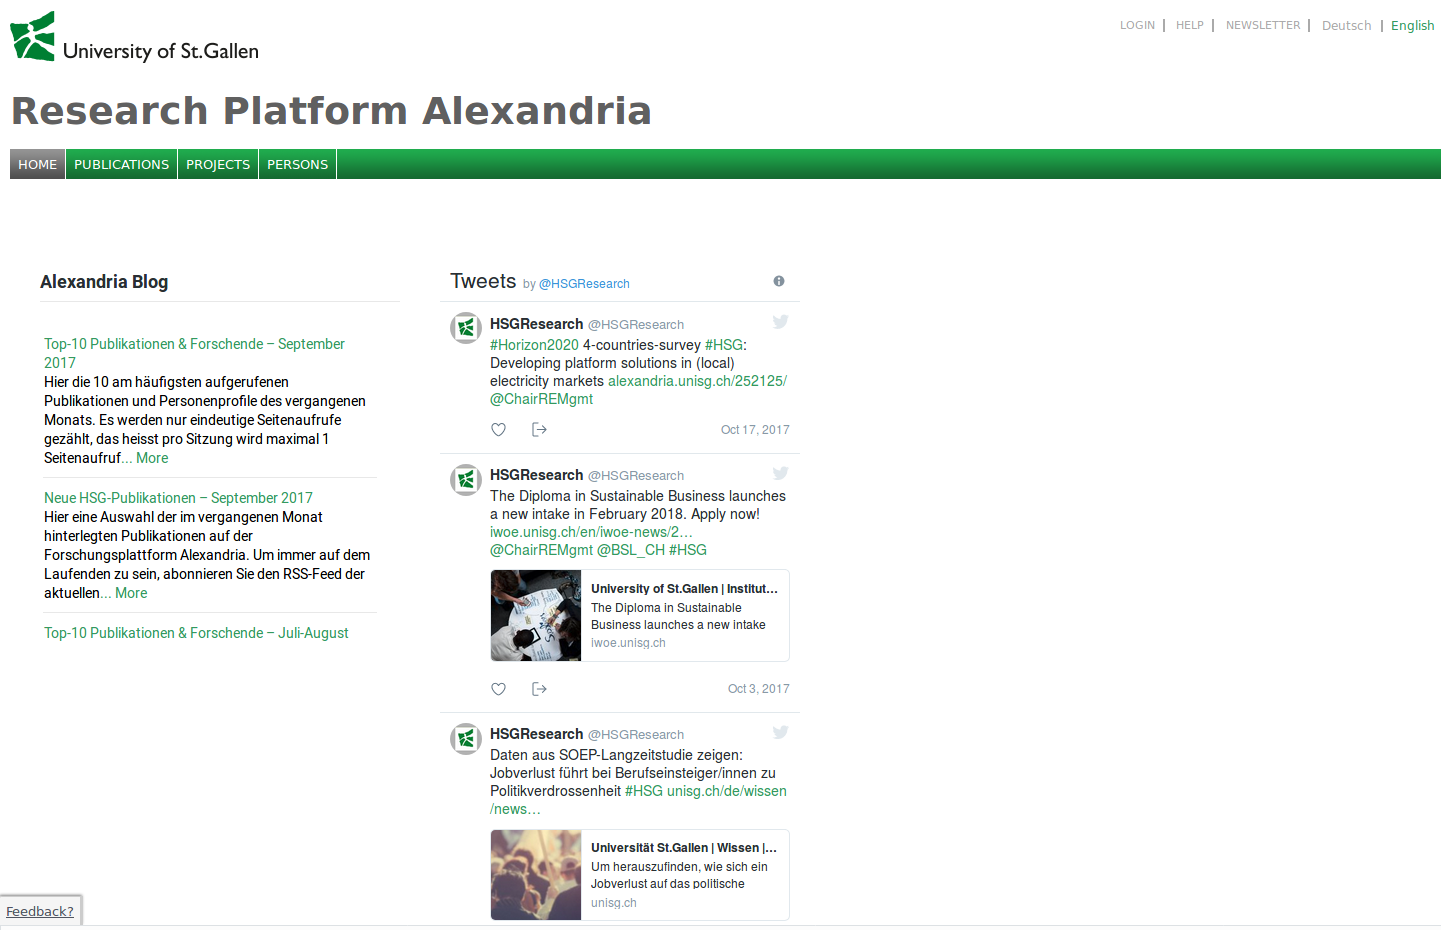 University of St.Gallen
LOGIN | HELP | NEWSLETTER | Deutsch | English
Research Platform Alexandria
HOME PUBLICATIONS PROJECTS PERSONS
Alexandria Blog
Top-10 Publikationen & Forschende – September
2017
Hier die 10 am häufigsten aufgerufenen
Publikationen und Personenprofile des vergangenen
Monats. Es werden nur eindeutige Seitenaufrufe
gezählt, das heisst pro Sitzung wird maximal 1
Seitenaufruf... More
Neue HSG-Publikationen – September 2017
Hier eine Auswahl der im vergangenen Monat
hinterlegten Publikationen auf der
Forschungsplattform Alexandria. Um immer auf dem
Laufenden zu sein, abonnieren Sie den RSS-Feed der
aktuellen... More
Top-10 Publikationen & Forschende – Juli-August
Tweets by @HSGResearch
HSGResearch @HSGResearch
#Horizon2020 4-countries-survey #HSG:
Developing platform solutions in (local)
electricity markets alexandria.unisg.ch/252125/
@ChairREMgmt
Oct 17, 2017
HSGResearch @HSGResearch
The Diploma in Sustainable Business launches
a new intake in February 2018. Apply now!
iwoe.unisg.ch/en/iwoe-news/2…
@ChairREMgmt @BSL_CH #HSG
University of St.Gallen | Institut…
The Diploma in Sustainable
Business launches a new intake
iwoe.unisg.ch
Oct 3, 2017
HSGResearch @HSGResearch
Daten aus SOEP-Langzeitstudie zeigen:
Jobverlust führt bei Berufseinsteiger/innen zu
Politikverdrossenheit #HSG unisg.ch/de/wissen
/news…
Universität St.Gallen | Wissen |…
Um herauszufinden, wie sich ein
Jobverlust auf das politische
unisg.ch
Feedback?